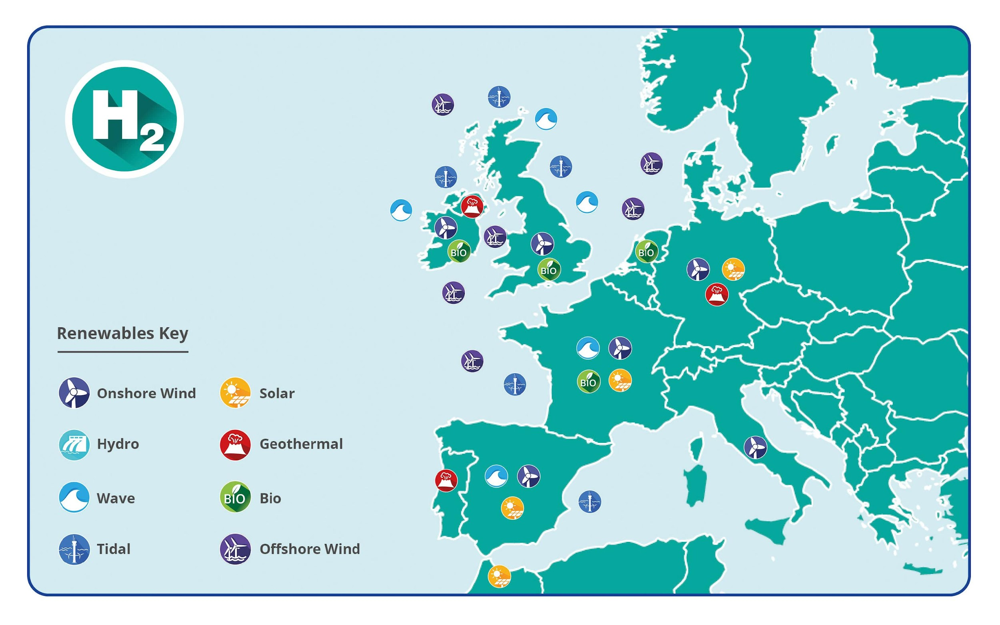 H2
Renewables Key
Onshore Wind
Solar
Hydro
Geothermal
Wave
BIO
Bio
Tidal
Offshore Wind
BIO
BIO
BIO
BIO